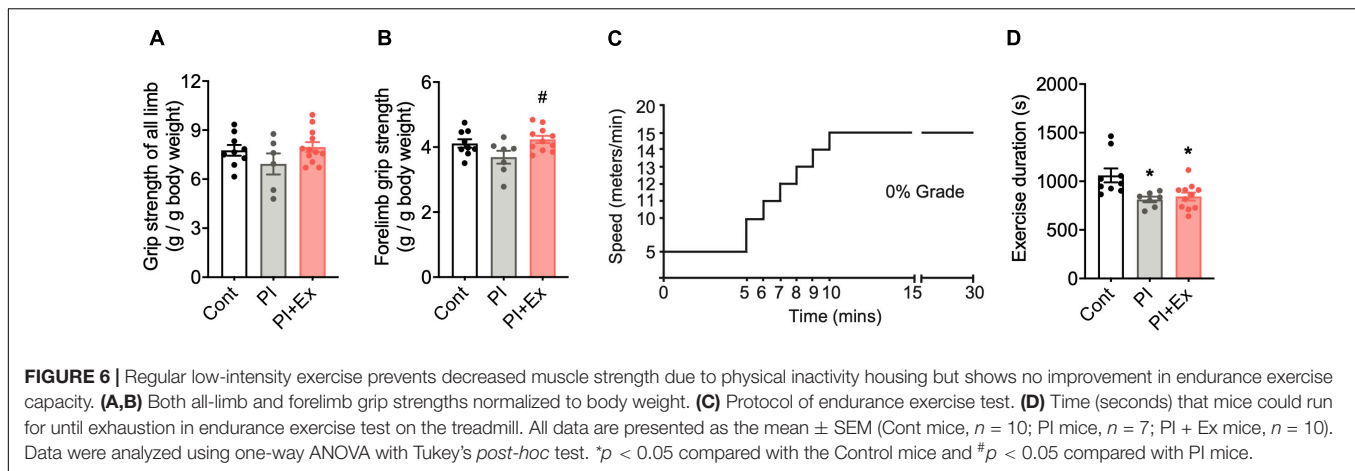 A
Grip strength of all limb
(g / g body weight)
12
9
6
3
0
Cont
PI
PI+Ex
B
Forelimb grip strength
(g / g body weight)
6
4
2
0
#
Cont
PI
PI+Ex
C
Speed (meters/min)
20
15
14
13
12
11
10
5
0% Grade
0
5
6
7
8
9
10
15
30
Time (mins)
D
Exercise duration (s)
2000
1500
1000
500
0
*
*
Cont
PI
PI+Ex
FIGURE 6 | Regular low-intensity exercise prevents decreased muscle strength due to physical inactivity housing but shows no improvement in endurance exercise
capacity. (A,B) Both all-limb and forelimb grip strengths normalized to body weight. (C) Protocol of endurance exercise test. (D) Time (seconds) that mice could run
for until exhaustion in endurance exercise test on the treadmill. All data are presented as the mean ± SEM (Cont mice, n = 10; PI mice, n = 7; PI + Ex mice, n = 10).
Data were analyzed using one-way ANOVA with Tukey's post-hoc test. *p < 0.05 compared with the Control mice and #p < 0.05 compared with PI mice.